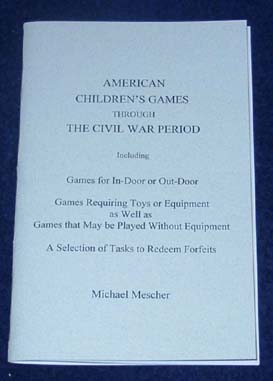 AMERICAN
CHILDREN'S GAMES
THROUGH
THE CIVIL WAR PERIOD
Including
Games for In-Door or Out-Door
Games Requiring Toys or Equipment
as Well as
Games that May be Played Without Equipment
A Selection of Tasks to Redeem Forfeits
Michael Mescher